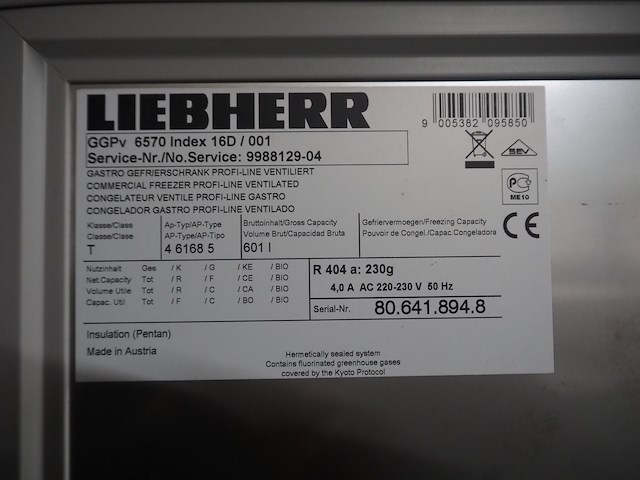 LIEBHERR
9 005382 095850
GGPv 6570 Index 16D / 001
Service-Nr./No.Service: 9988129-04
SEV
GASTRO GEFRIERSCHRANK PROFI-LINE VENTILIERT
COMMERCIAL FREEZER PROFI-LINE VENTILATED
CONGELATEUR VENTILE PROFI-LINE GASTRO
CONGELADOR GASTRO PROFI-LINE VENTILADO
ME10
CE
Klasse/Class Ap-Typ/AP-Type Bruttoinhalt/Gross Capacity Gefriervermoegen/Freezing Capacity
Classe/Clase AP-Type/AP-Tipo Volume Brut/Capacidad Bruta Pouvoir de Congel./Capac.Congeladora
T 4 6168 5 601 l
Nutzinhalt Ges / K / G / KE / BIO
Net.Capacity Tot / R / F / CE / BIO
Volume Utile Tot / R / C / CA / BIO
Capac. Util Tot / F / C / BO / BIO
R 404 a: 230g
4,0 A AC 220-230 V 50 Hz
Serial-Nr. 80.641.894.8
Insulation (Pentan)
Made in Austria
Hermetically sealed system
Contains fluorinated greenhouse gases
covered by the Kyoto Protocol